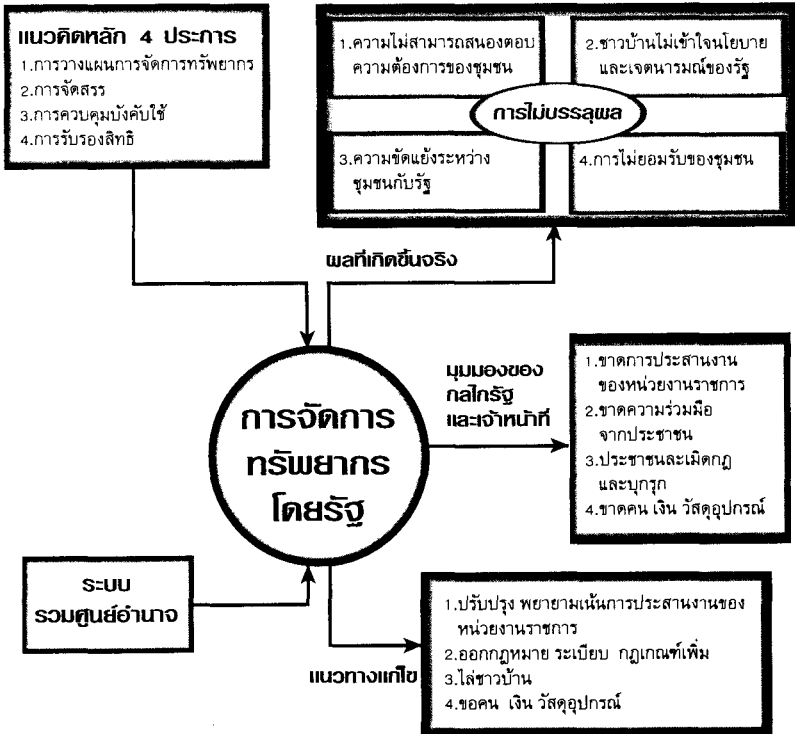 แนวคิดหลัก 4 ประการ
1.การวางแผนการจัดการทรัพยากร
2.การจัดสรร
3.การควบคุมบังคับใช้
4.การรับรองสิทธิ
1.ความไม่สามารถสนองตอบ
ความต้องการของชุมชน
2.ชาวบ้านไม่เข้าใจนโยบาย
และเจตนารมณ์ของรัฐ
การไม่บรรลุผล
3.ความขัดแย้งระหว่าง
ชุมชนกับรัฐ
4.การไม่ยอมรับของชุมชน
ผลที่เกิดขึ้นจริง
การจัดการ
ทรัพยากร
โดยรัฐ
มุมมองของ
กลไกรัฐ
และเจ้าหน้าที่
1.ขาดการประสานงาน
ของหน่วยงานราชการ
2.ขาดความร่วมมือ
จากประชาชน
3.ประชาชนละเมิดกฎ
และบุกรุก
4.ขาดคน เงิน วัสดุอุปกรณ์
ระบบ
รวมศูนย์อำนาจ
แนวทางแก้ไข
1.ปรับปรุง พยายามเน้นการประสานงานของ
หน่วยงานราชการ
2.ออกกฎหมาย ระเบียบ กฎเกณฑ์เพิ่ม
3.ไล่ชาวบ้าน
4.ขอคน เงิน วัสดุอุปกรณ์